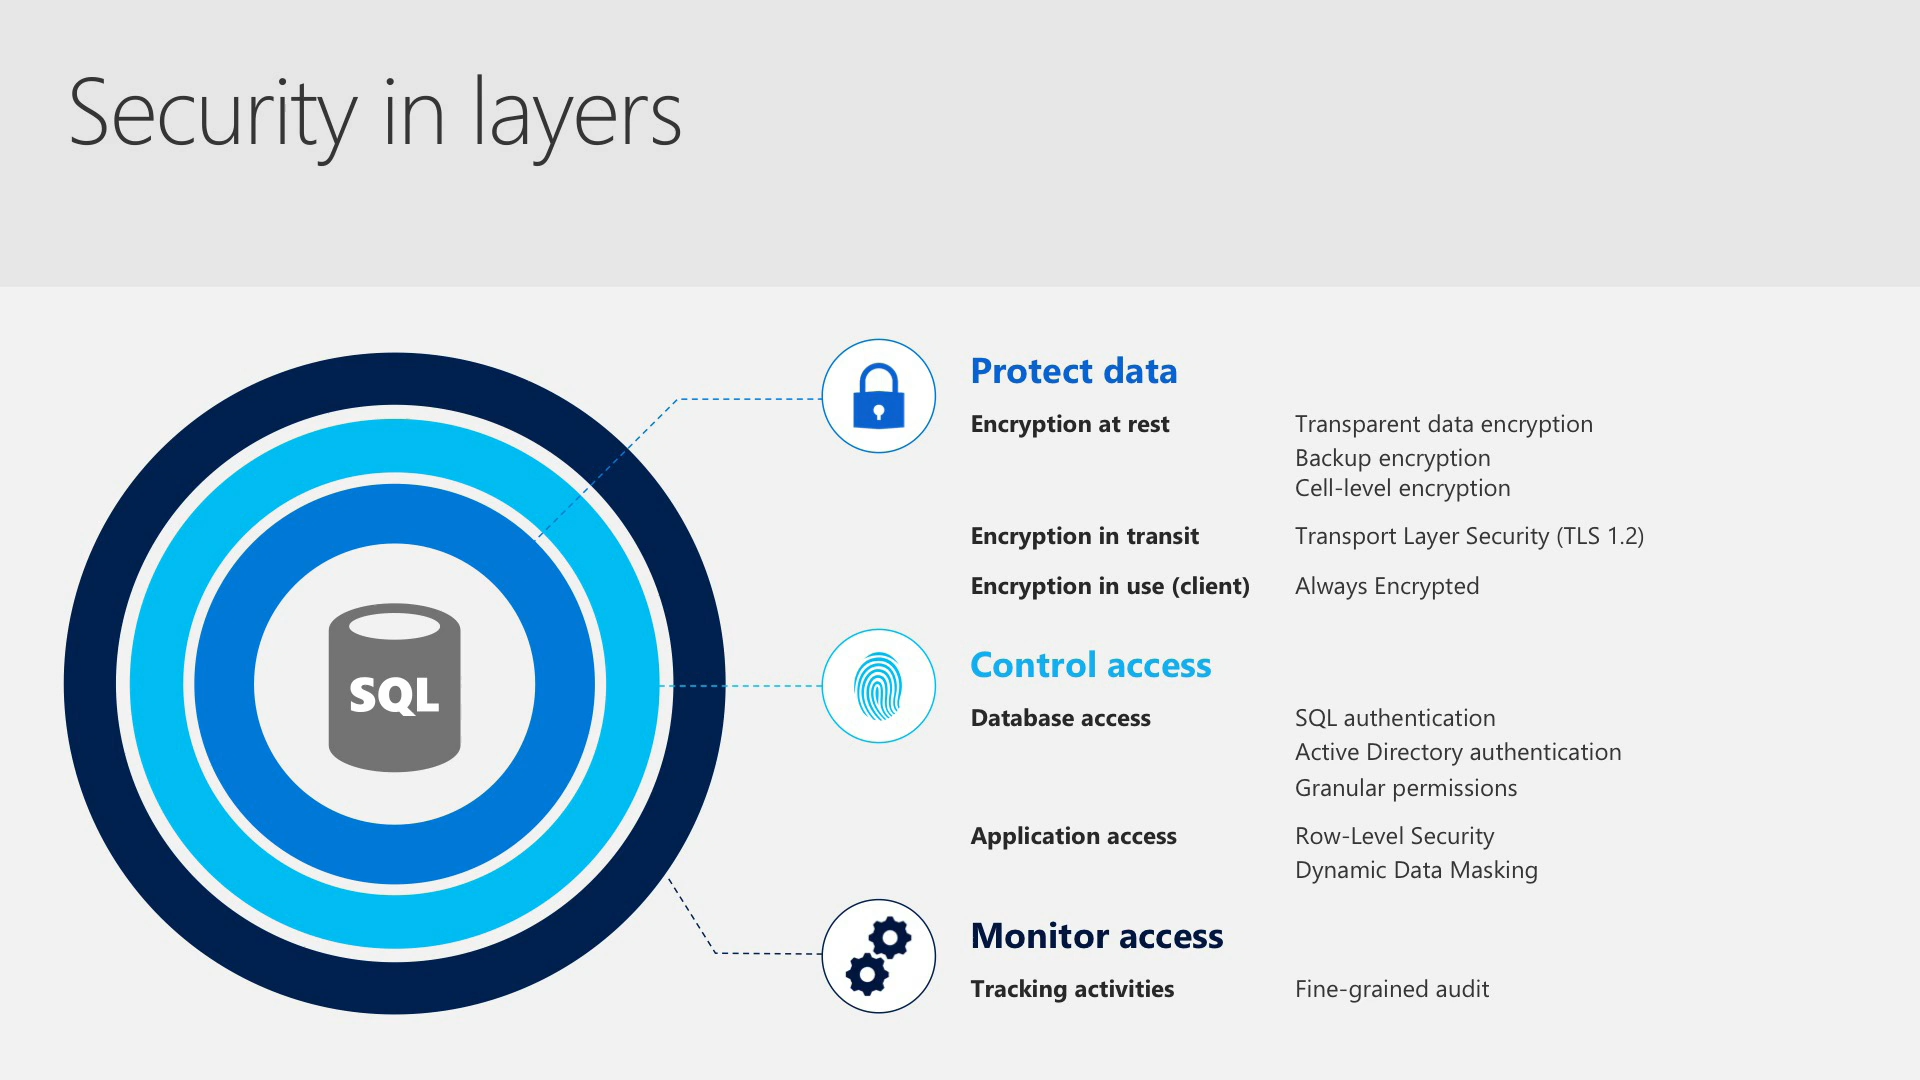 Security in layers
SQL
Protect data
Encryption at rest Transparent data encryption
Backup encryption
Cell-level encryption
Encryption in transit Transport Layer Security (TLS 1.2)
Encryption in use (client) Always Encrypted
Control access
Database access SQL authentication
Active Directory authentication
Granular permissions
Application access Row-Level Security
Dynamic Data Masking
Monitor access
Tracking activities Fine-grained audit